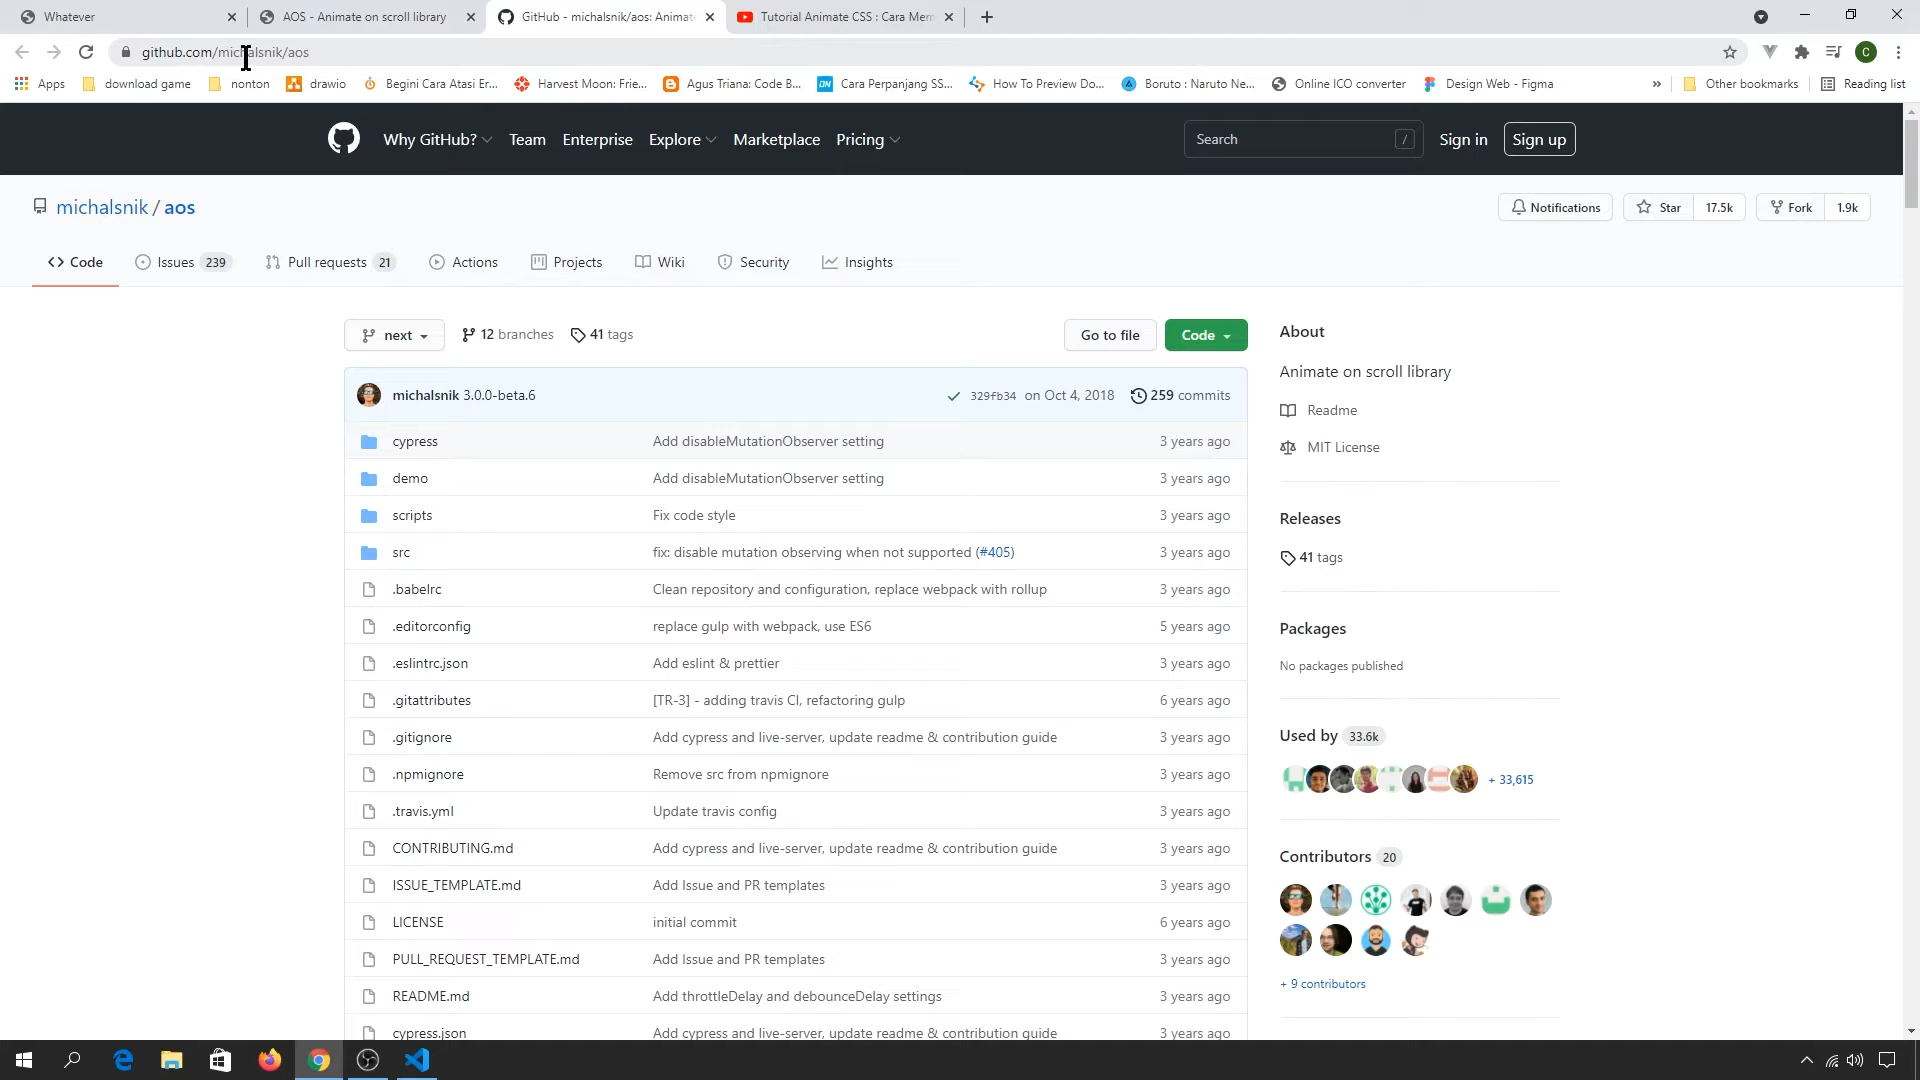 Whatever
AOS - Animate on scroll library
GitHub - michalsnik/aos: Animate
Tutorial Animate CSS : Cara Mem
github.com/michalsnik/aos
C
Apps
download game
nonton
drawio
Begini Cara Atasi Er...
Harvest Moon: Frie...
Agus Triana: Code B...
Cara Perpanjang SS...
How To Preview Do...
Boruto : Naruto Ne...
Online ICO converter
Design Web - Figma
»
Other bookmarks
Reading list
Why GitHub?
Team
Enterprise
Explore
Marketplace
Pricing
Search
/
Sign in
Sign up
michalsnik / aos
Notifications
Star 17.5k
Fork 1.9k
Code
Issues 239
Pull requests 21
Actions
Projects
Wiki
Security
Insights
next
12 branches
41 tags
Go to file
Code
michalsnik 3.0.0-beta.6
329fb34 on Oct 4, 2018
259 commits
cypress Add disableMutationObserver setting 3 years ago
demo Add disableMutationObserver setting 3 years ago
scripts Fix code style 3 years ago
src fix: disable mutation observing when not supported (#405) 3 years ago
.babelrc Clean repository and configuration, replace webpack with rollup 3 years ago
.editorconfig replace gulp with webpack, use ES6 5 years ago
.eslintrc.json Add eslint & prettier 3 years ago
.gitattributes [TR-3] - adding travis CI, refactoring gulp 6 years ago
.gitignore Add cypress and live-server, update readme & contribution guide 3 years ago
.npmignore Remove src from npmignore 3 years ago
.travis.yml Update travis config 3 years ago
CONTRIBUTING.md Add cypress and live-server, update readme & contribution guide 3 years ago
ISSUE_TEMPLATE.md Add Issue and PR templates 3 years ago
LICENSE initial commit 6 years ago
PULL_REQUEST_TEMPLATE.md Add Issue and PR templates 3 years ago
README.md Add throttleDelay and debounceDelay settings 3 years ago
cypress.json Add cypress and live-server, update readme & contribution guide 3 years ago
About
Animate on scroll library
Readme
MIT License
Releases
41 tags
Packages
No packages published
Used by 33.6k
+ 33,615
Contributors 20
+ 9 contributors